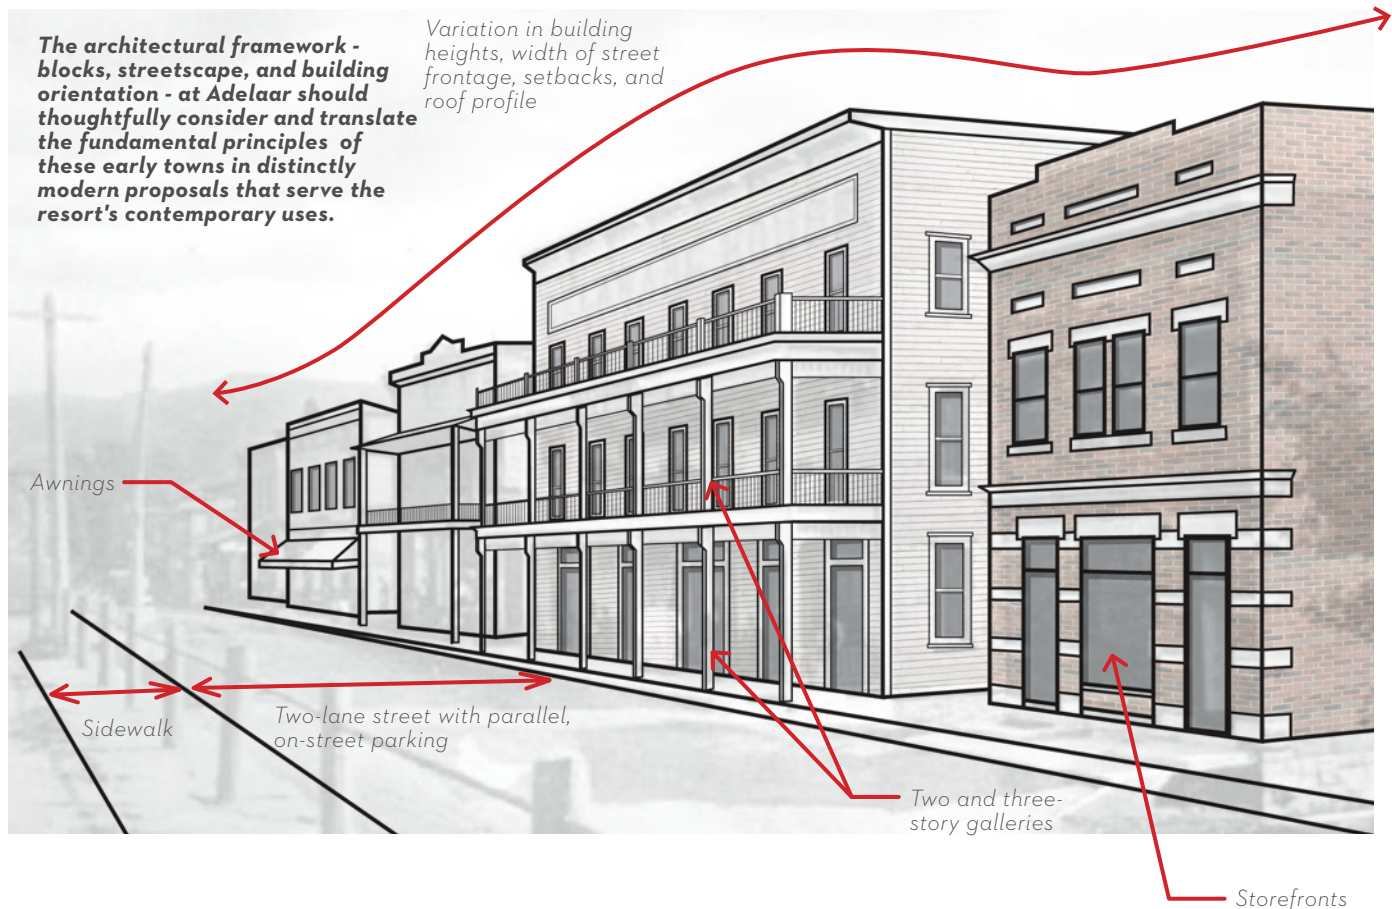 The architectural framework -
blocks, streetscape, and building
orientation - at Adelaar should
thoughtfully consider and translate
the fundamental principles of
these early towns in distinctly
modern proposals that serve the
resort's contemporary uses.
Variation in building
heights, width of street
frontage, setbacks, and
roof profile
Awnings
Sidewalk
Two-lane street with parallel,
on-street parking
Two and three-
story galleries
Storefronts